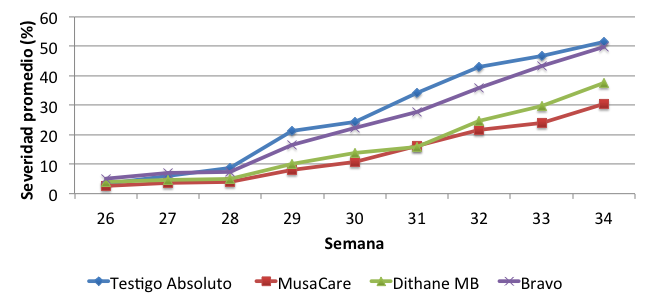 Severidad promedio (%)
60
50
40
30
20
10
0
26 27 28 29 30 31 32 33 34
Semana
Testigo Absoluto MusaCare Dithane MB Bravo